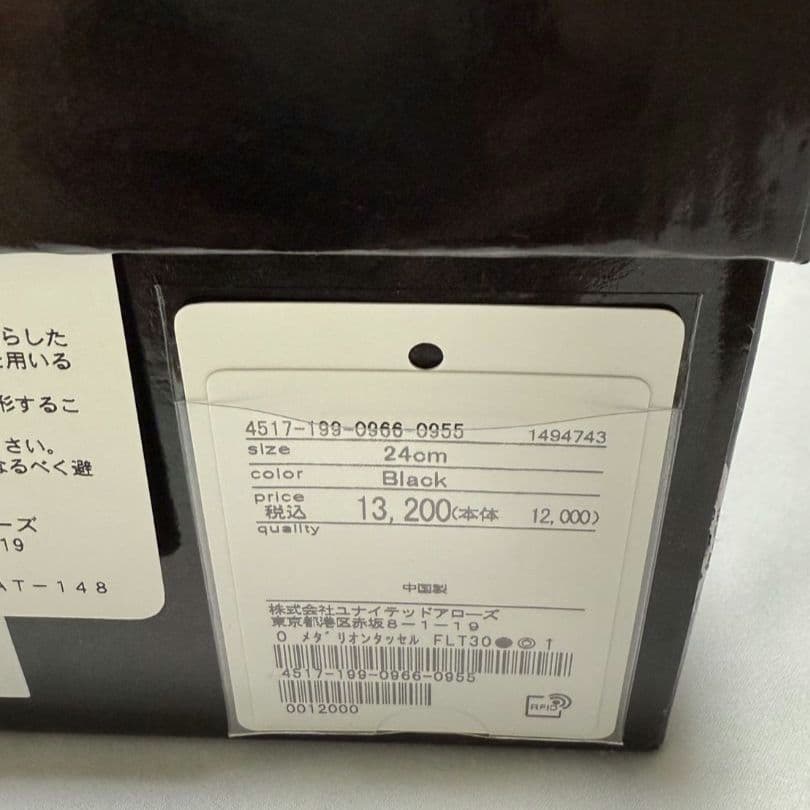 らした
用いる
形するこ
さい。
なるべく避
ーズ
19
AT-148
4517-199-0966-0955
1494743
size 24cm
color Black
price
税込 13,200(本体 12,000)
quality
中国製
株式会社ユナイテッドアローズ
東京都港区赤坂8-1-19
0 メダリオンタッセル FLT30●◎↑
4517-199-0966-0955
0012000
RFID